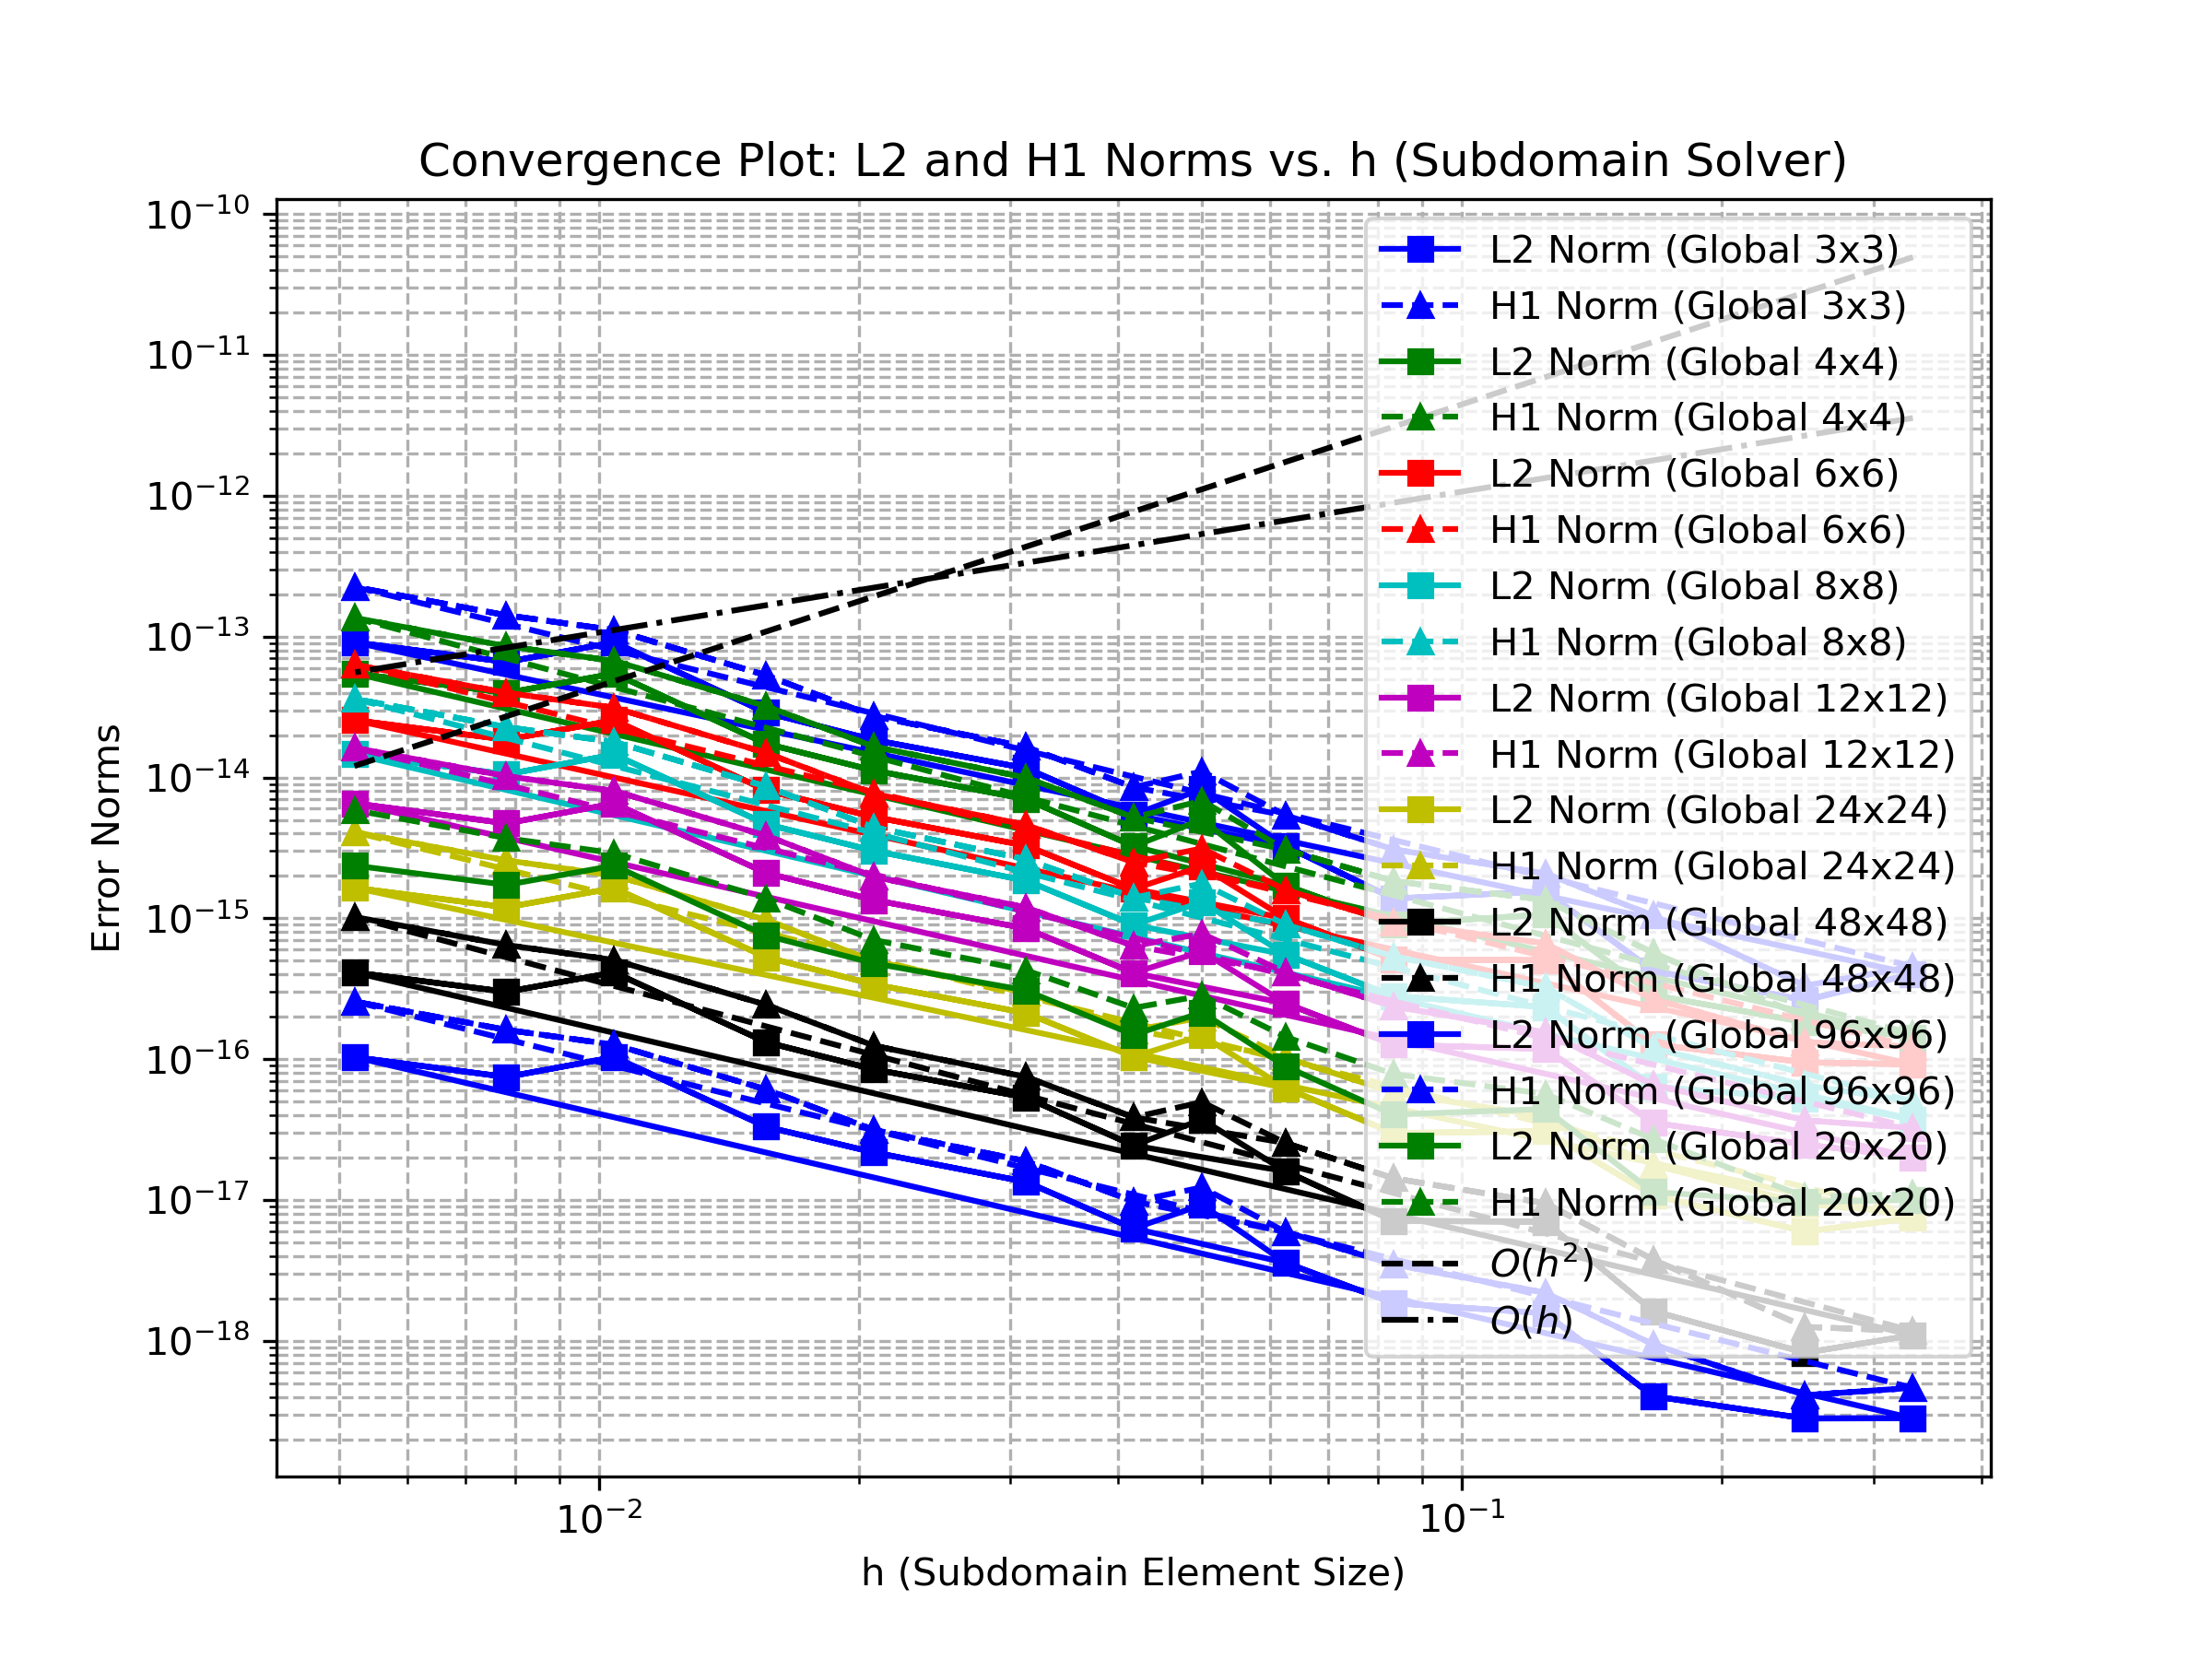 Convergence Plot: L2 and H1 Norms vs. h (Subdomain Solver)
Error Norms
10⁻¹⁰
10⁻¹¹
10⁻¹²
10⁻¹³
10⁻¹⁴
10⁻¹⁵
10⁻¹⁶
10⁻¹⁷
10⁻¹⁸
L2 Norm (Global 3x3)
H1 Norm (Global 3x3)
L2 Norm (Global 4x4)
H1 Norm (Global 4x4)
L2 Norm (Global 6x6)
H1 Norm (Global 6x6)
L2 Norm (Global 8x8)
H1 Norm (Global 8x8)
L2 Norm (Global 12x12)
H1 Norm (Global 12x12)
L2 Norm (Global 24x24)
H1 Norm (Global 24x24)
L2 Norm (Global 48x48)
H1 Norm (Global 48x48)
L2 Norm (Global 96x96)
H1 Norm (Global 96x96)
L2 Norm (Global 20x20)
H1 Norm (Global 20x20)
O(h²)
O(h)
10⁻² 10⁻¹
h (Subdomain Element Size)